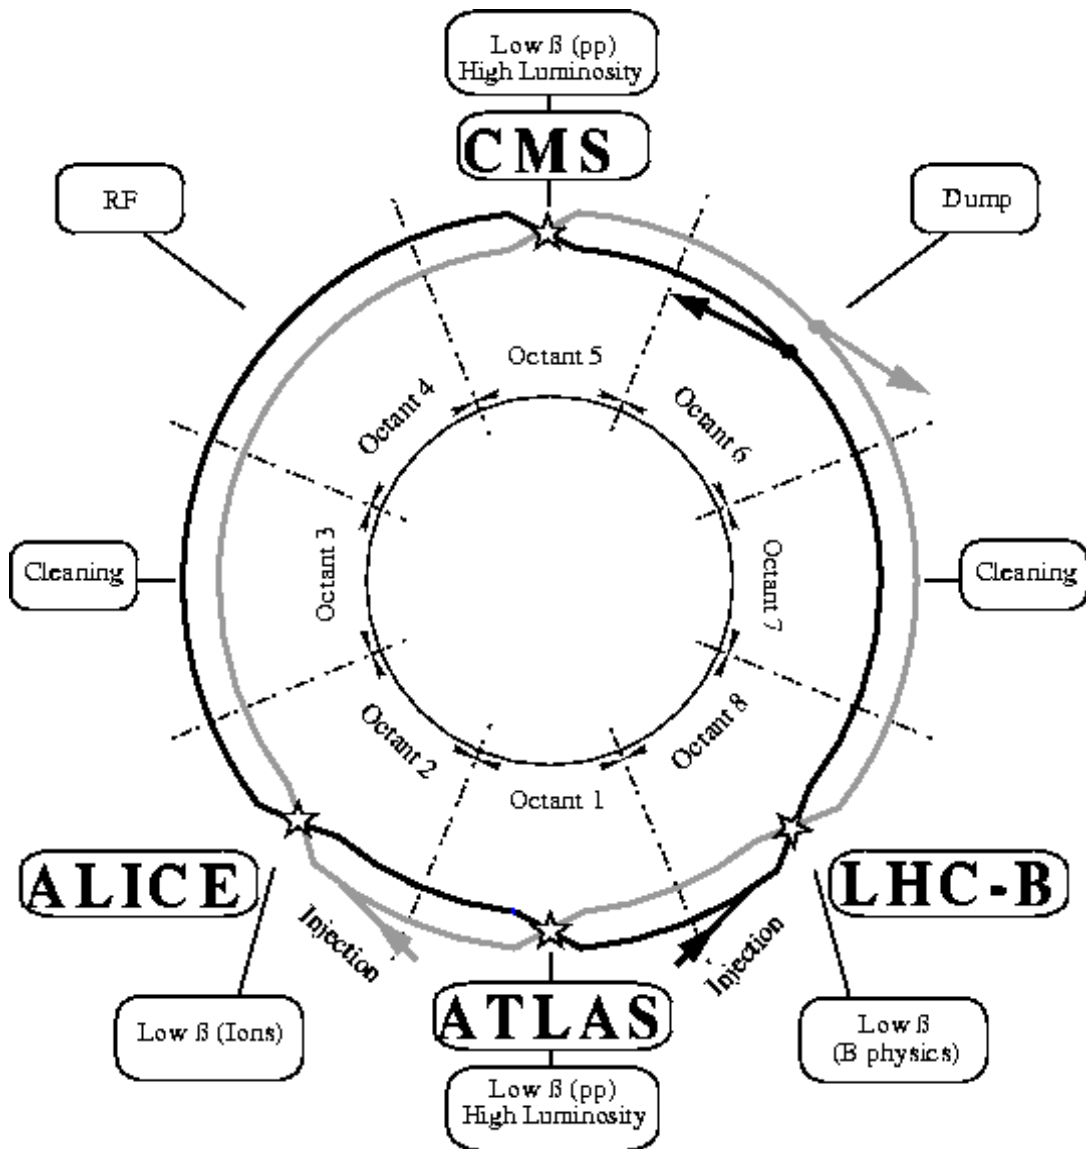 Low ß (pp)
High Luminosity
CMS
RF
Dump
Octant 5
Octant 4
Octant 6
Cleaning
Octant 3
Octant 7
Cleaning
Octant 2
Octant 8
Octant 1
ALICE
LHC-B
Injection
Injection
ATLAS
Low ß (Ions)
Low ß
(B physics)
Low ß (pp)
High Luminosity